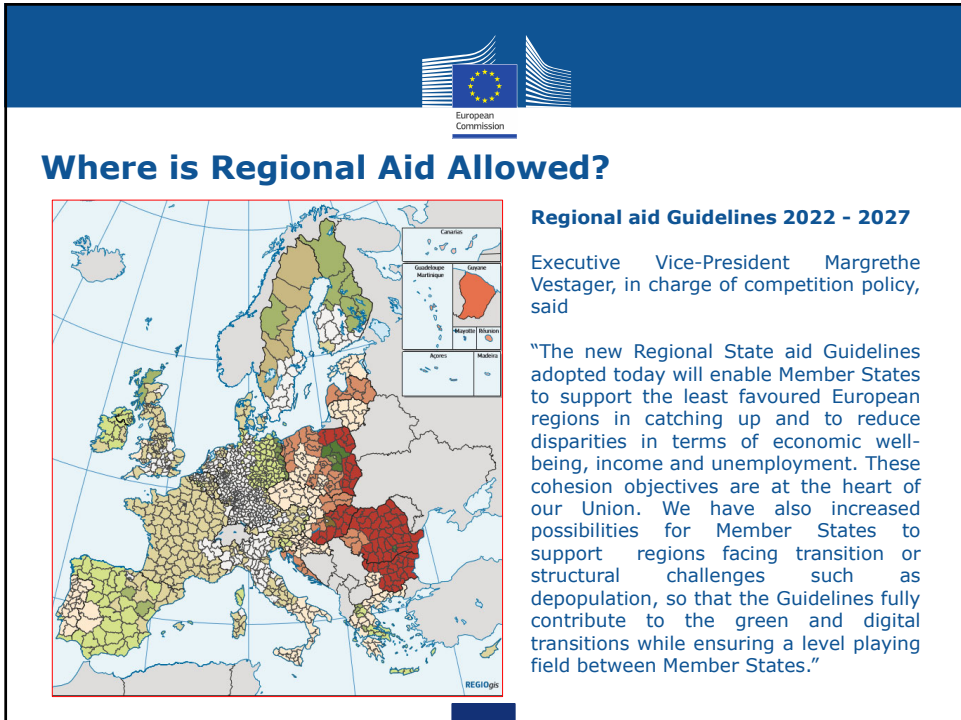 European
Commission
Where is Regional Aid Allowed?
Canarias
Guadeloupe
Martinique
Guyane
Mayotte
Réunion
Açores
Madeira
REGIOgis
Regional aid Guidelines 2022 - 2027
Executive Vice-President Margrethe
Vestager, in charge of competition policy,
said
“The new Regional State aid Guidelines
adopted today will enable Member States
to support the least favoured European
regions in catching up and to reduce
disparities in terms of economic well-
being, income and unemployment. These
cohesion objectives are at the heart of
our Union. We have also increased
possibilities for Member States to
support regions facing transition or
structural challenges such as
depopulation, so that the Guidelines fully
contribute to the green and digital
transitions while ensuring a level playing
field between Member States.”